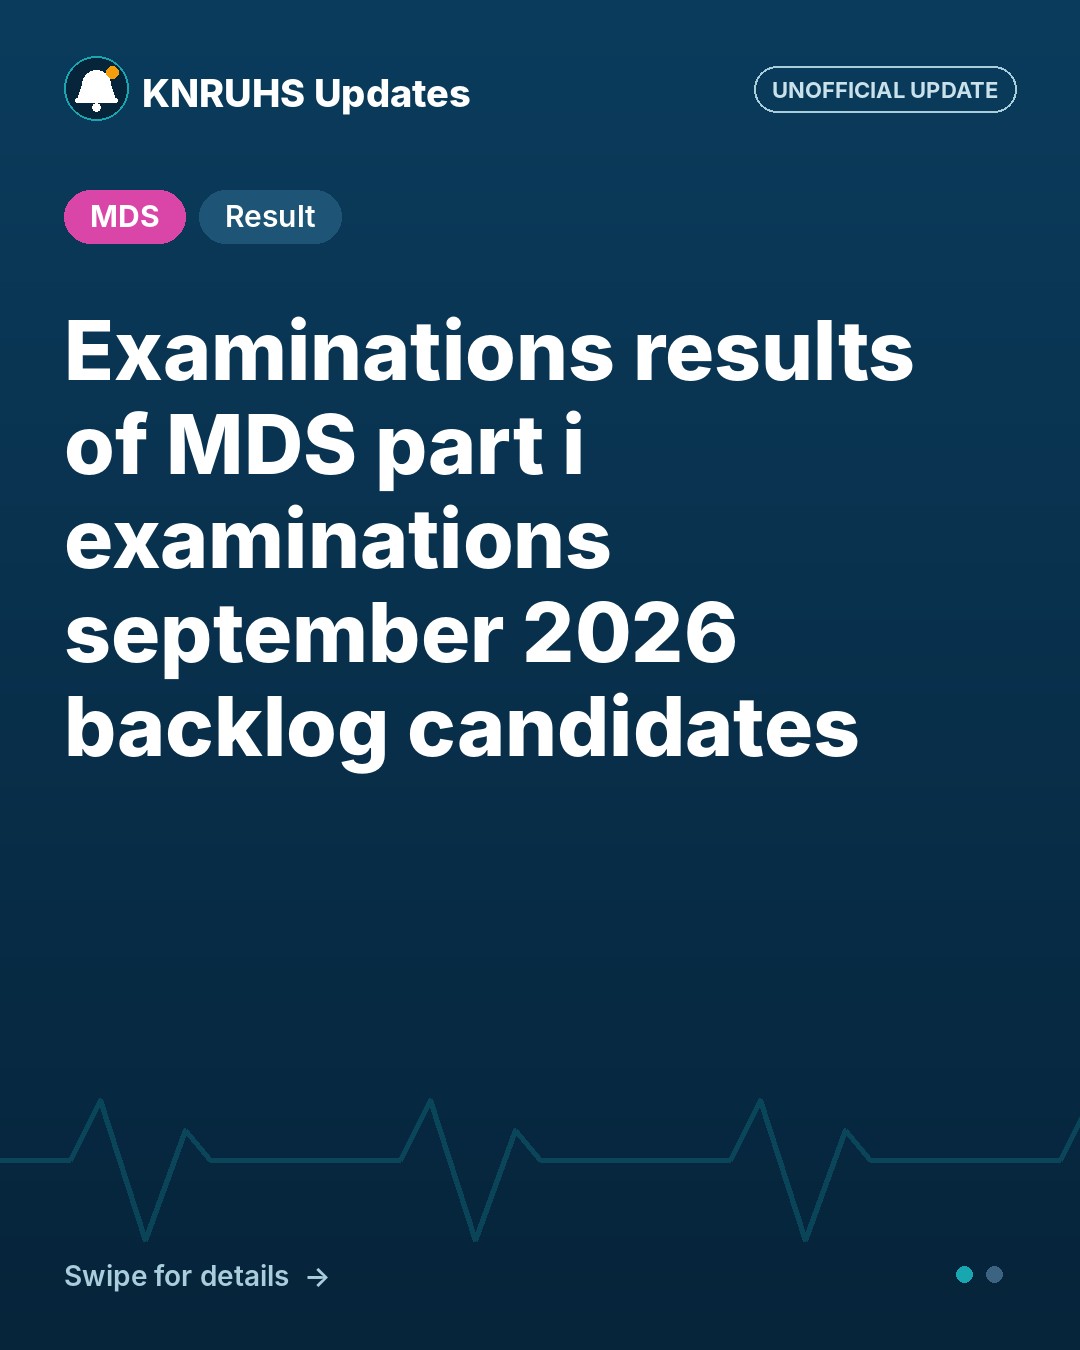 KNRUHS Updates
UNOFFICIAL UPDATE
MDS
Result
Examinations results
of MDS part i
examinations
september 2026
backlog candidates
Swipe for details →